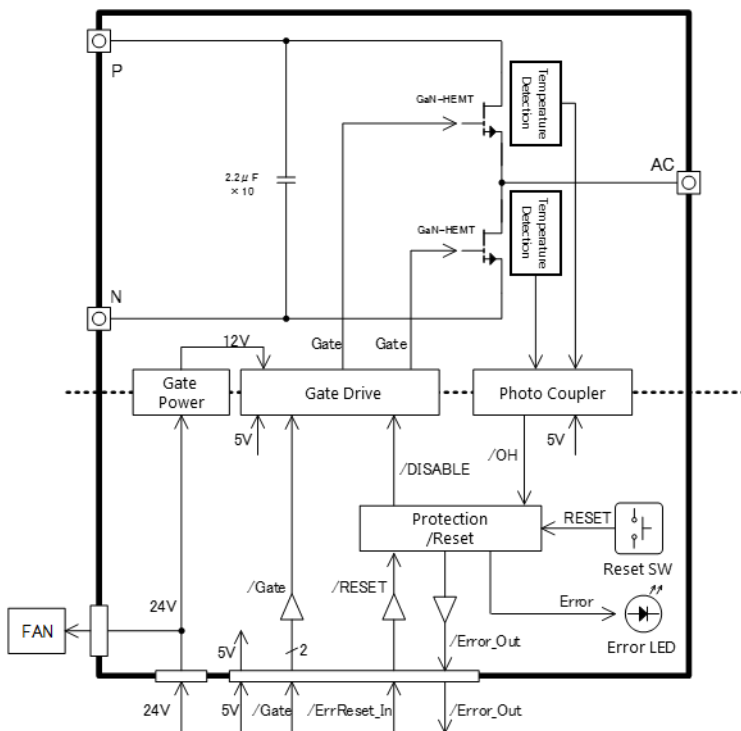 P
GaN-HEMT
Temperature
Detection
2.2μF
×10
AC
GaN-HEMT
Temperature
Detection
N
12V
Gate
Gate
Gate
Power
Gate Drive
Photo Coupler
5V
5V
/OH
/DISABLE
Protection
/Reset
RESET
Reset SW
/Gate
/RESET
24V
Error
FAN
Error LED
5V
2
/Error_Out
24V
5V
/Gate
/ErrReset_In
/Error_Out